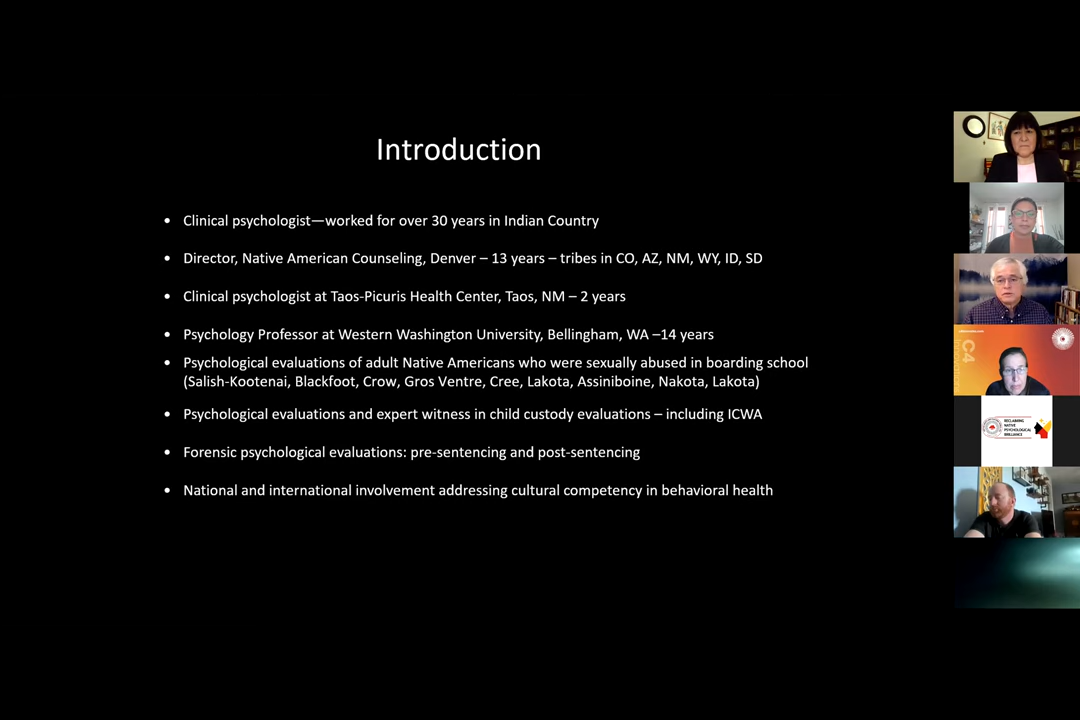 Introduction
• Clinical psychologist—worked for over 30 years in Indian Country
• Director, Native American Counseling, Denver – 13 years – tribes in CO, AZ, NM, WY, ID, SD
• Clinical psychologist at Taos-Picuris Health Center, Taos, NM – 2 years
• Psychology Professor at Western Washington University, Bellingham, WA –14 years
• Psychological evaluations of adult Native Americans who were sexually abused in boarding school
(Salish-Kootenai, Blackfoot, Crow, Gros Ventre, Cree, Lakota, Assiniboine, Nakota, Lakota)
• Psychological evaluations and expert witness in child custody evaluations – including ICWA
• Forensic psychological evaluations: pre-sentencing and post-sentencing
• National and international involvement addressing cultural competency in behavioral health
C4
RECLAIMING
NATIVE
PSYCHOLOGICAL
BRILLIANCE